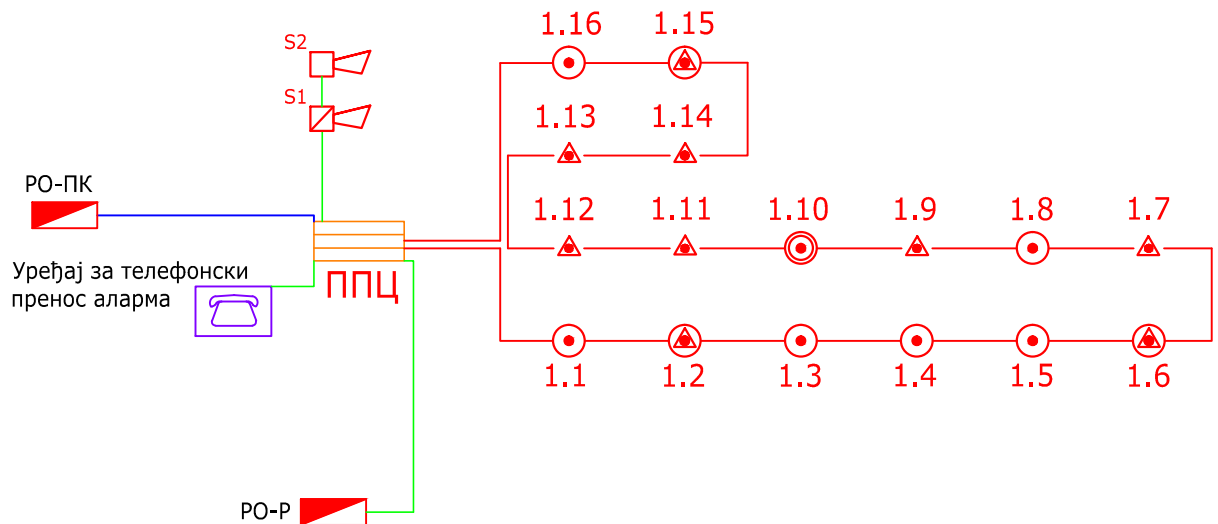 1.16
1.15
S2
S1
1.13
1.14
РО-ПК
1.12
1.11
1.10
1.9
1.8
1.7
Уређај за телефонски
пренос аларма
ППЦ
1.1
1.2
1.3
1.4
1.5
1.6
РО-Р